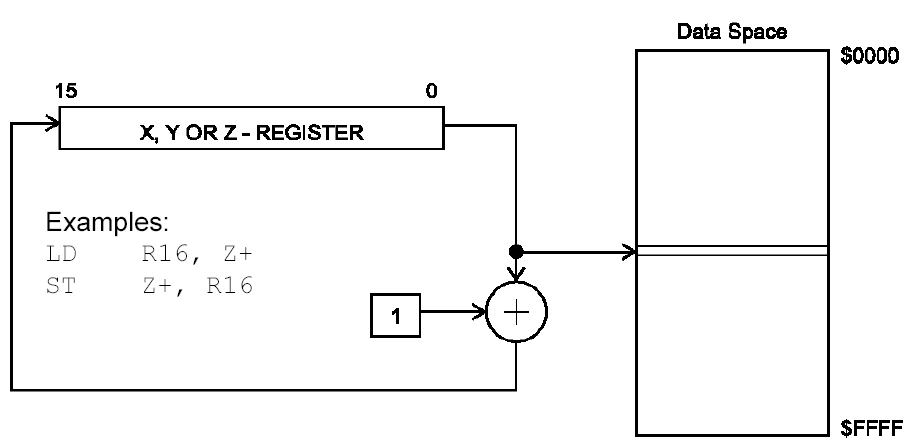 Data Space
$0000
15 0
X, Y OR Z - REGISTER
Examples:
LD R16, Z+
ST Z+, R16
1
+
$FFFF